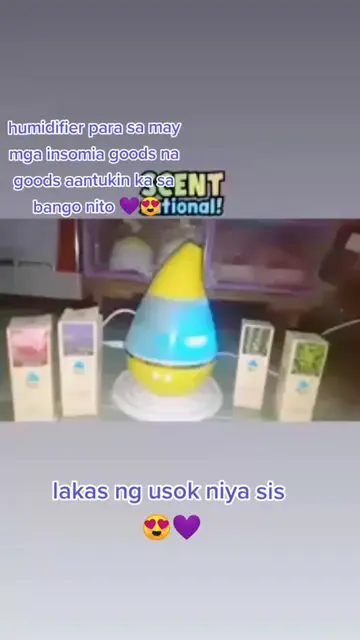 humidifier para sa may
mga insomia goods na
goods aantukin ka sa
bango nito 💜😍
SCENT
tional!
lakas ng usok niya sis
😍💜